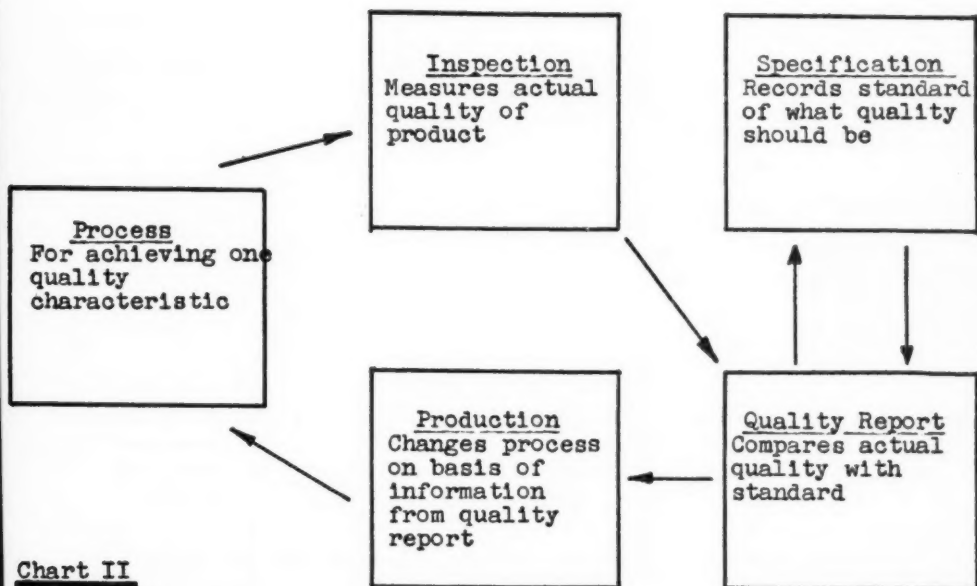 Inspection
Measures actual
quality of
product
Specification
Records standard
of what quality
should be
Process
For achieving one
quality
characteristic
Production
Changes process
on basis of
information
from quality
report
Quality Report
Compares actual
quality with
standard
Chart II